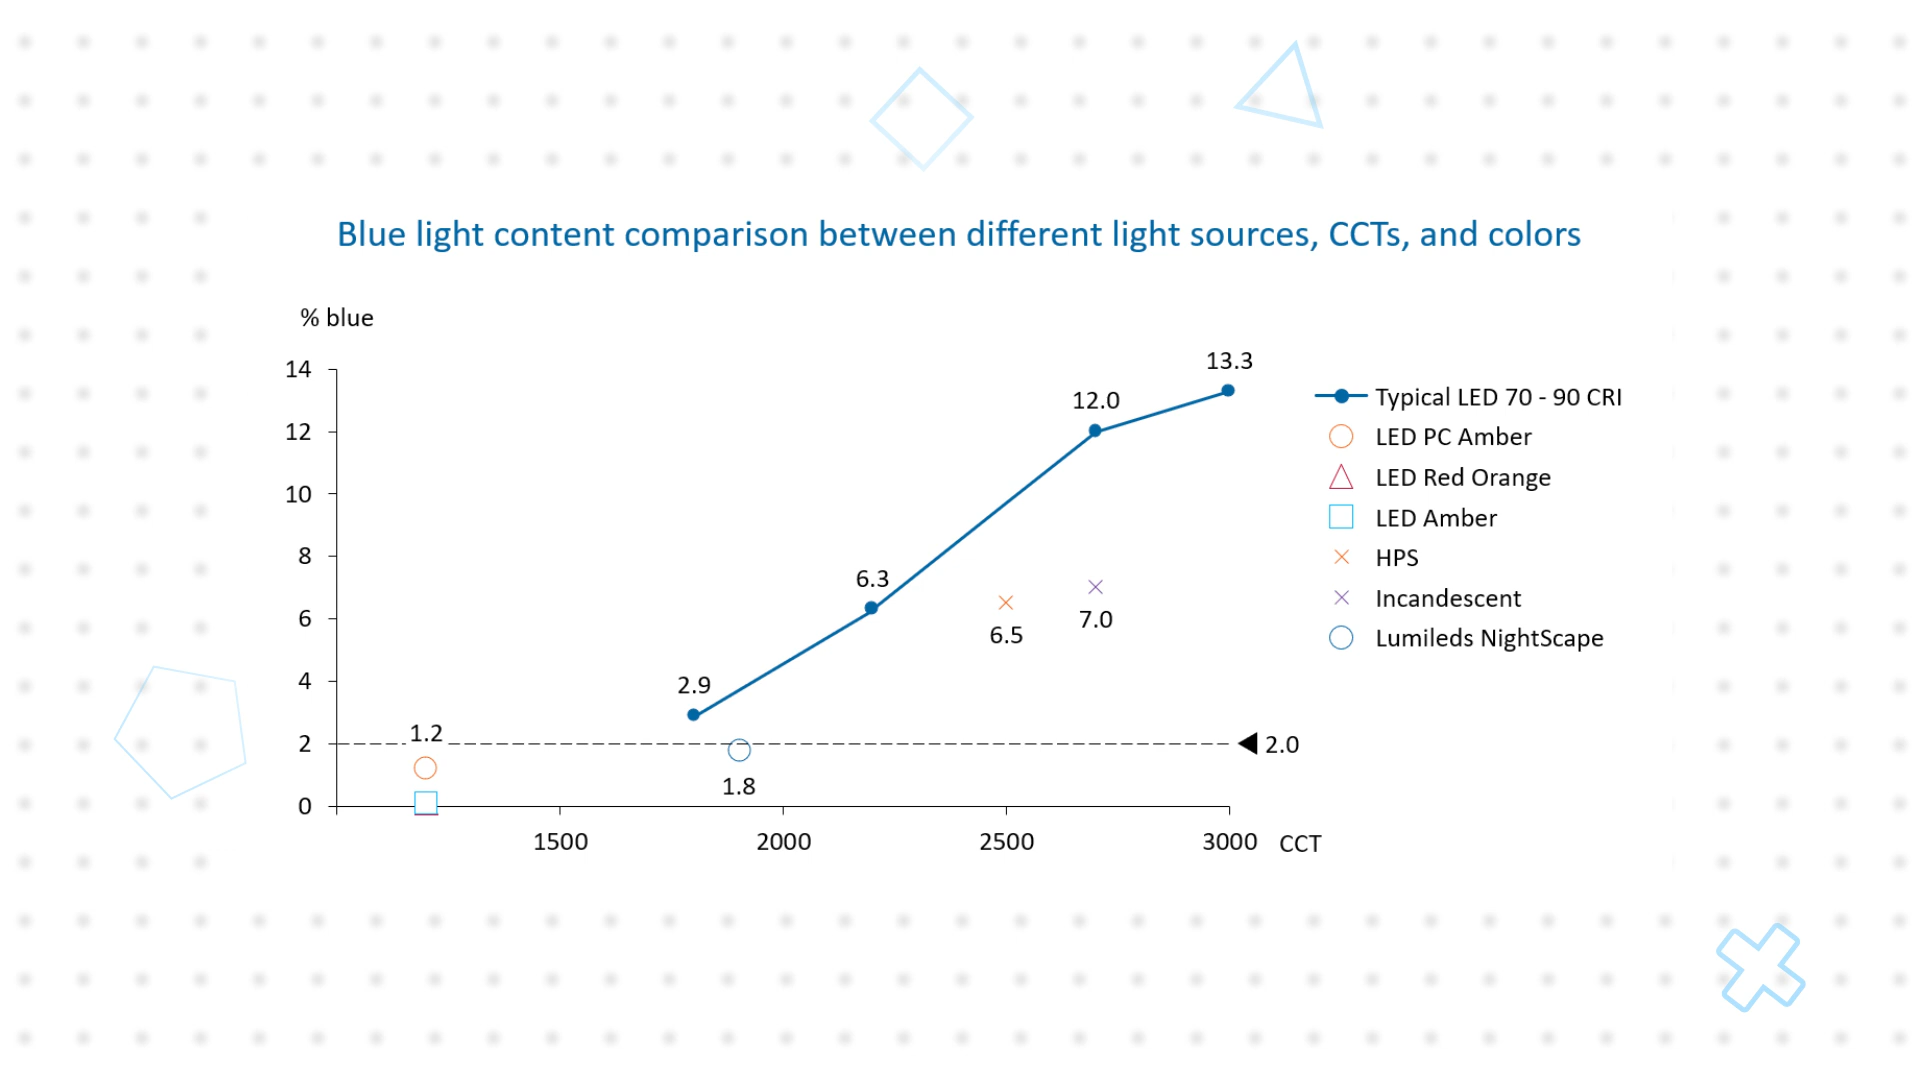 Blue light content comparison between different light sources, CCTs, and colors
% blue
14
12
10
8
6
4
2
0
13.3
12.0
6.3
2.9
1.2
6.5
7.0
1.8
2.0
1500
2000
2500
3000
CCT
Typical LED 70 - 90 CRI
LED PC Amber
LED Red Orange
LED Amber
HPS
Incandescent
Lumileds NightScape